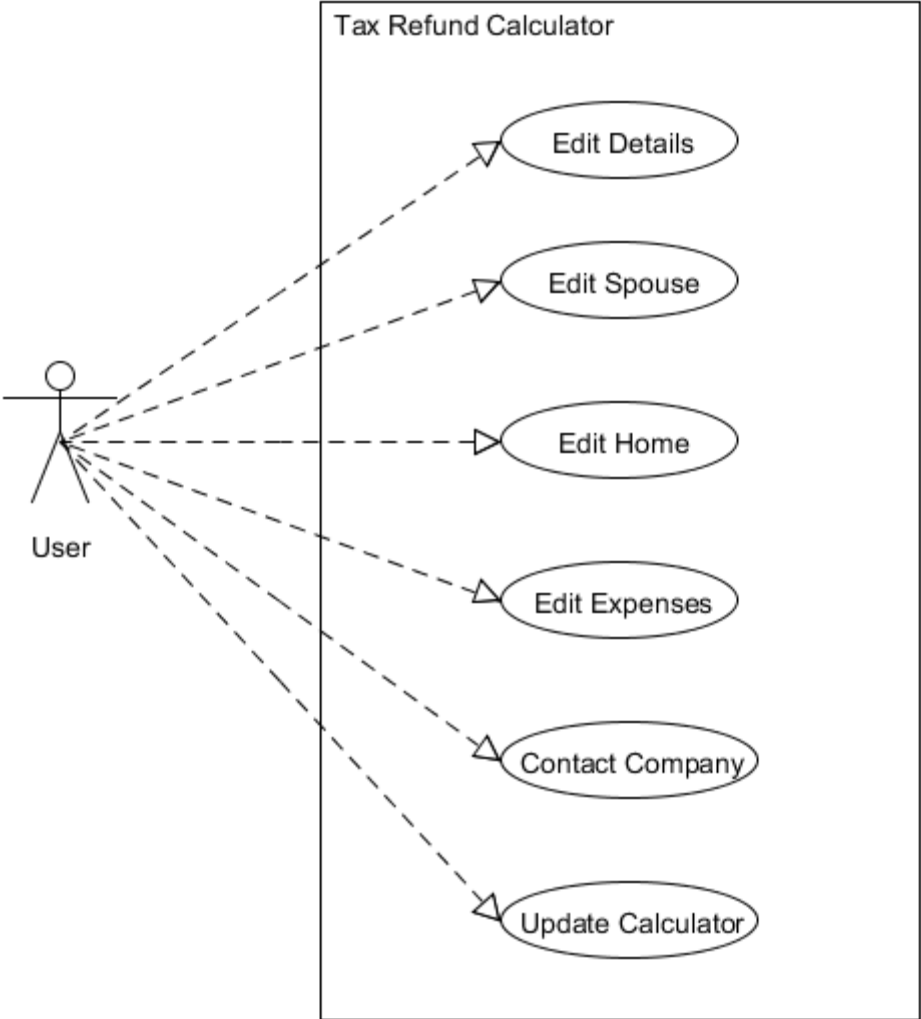 Tax Refund Calculator
Edit Details
Edit Spouse
Edit Home
User
Edit Expenses
Contact Company
Update Calculator